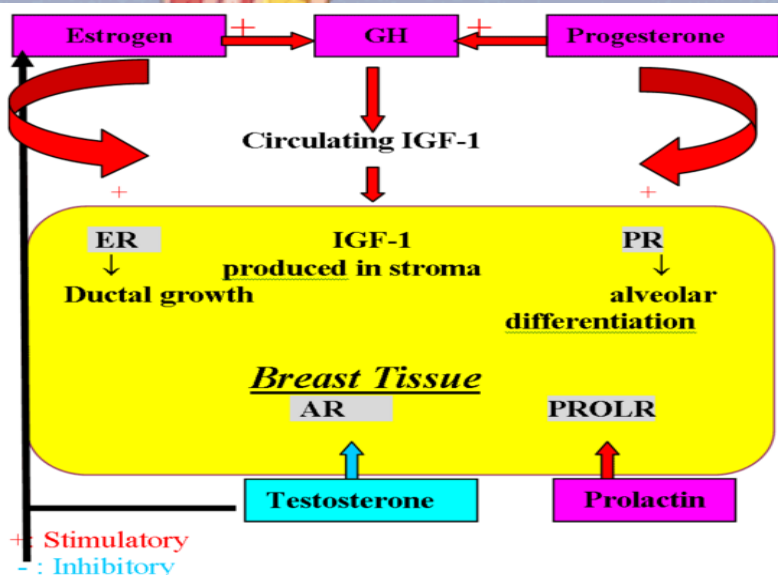 Estrogen + GH + Progesterone
Circulating IGF-1
+ +
ER IGF-1 PR
↓ produced in stroma ↓
Ductal growth alveolar
differentiation
Breast Tissue
AR PROLR
Testosterone Prolactin
+: Stimulatory
- : Inhibitory